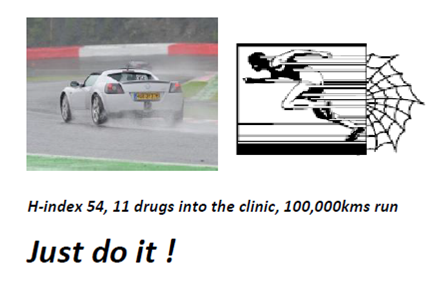 H-index 54, 11 drugs into the clinic, 100,000kms run
Just do it !